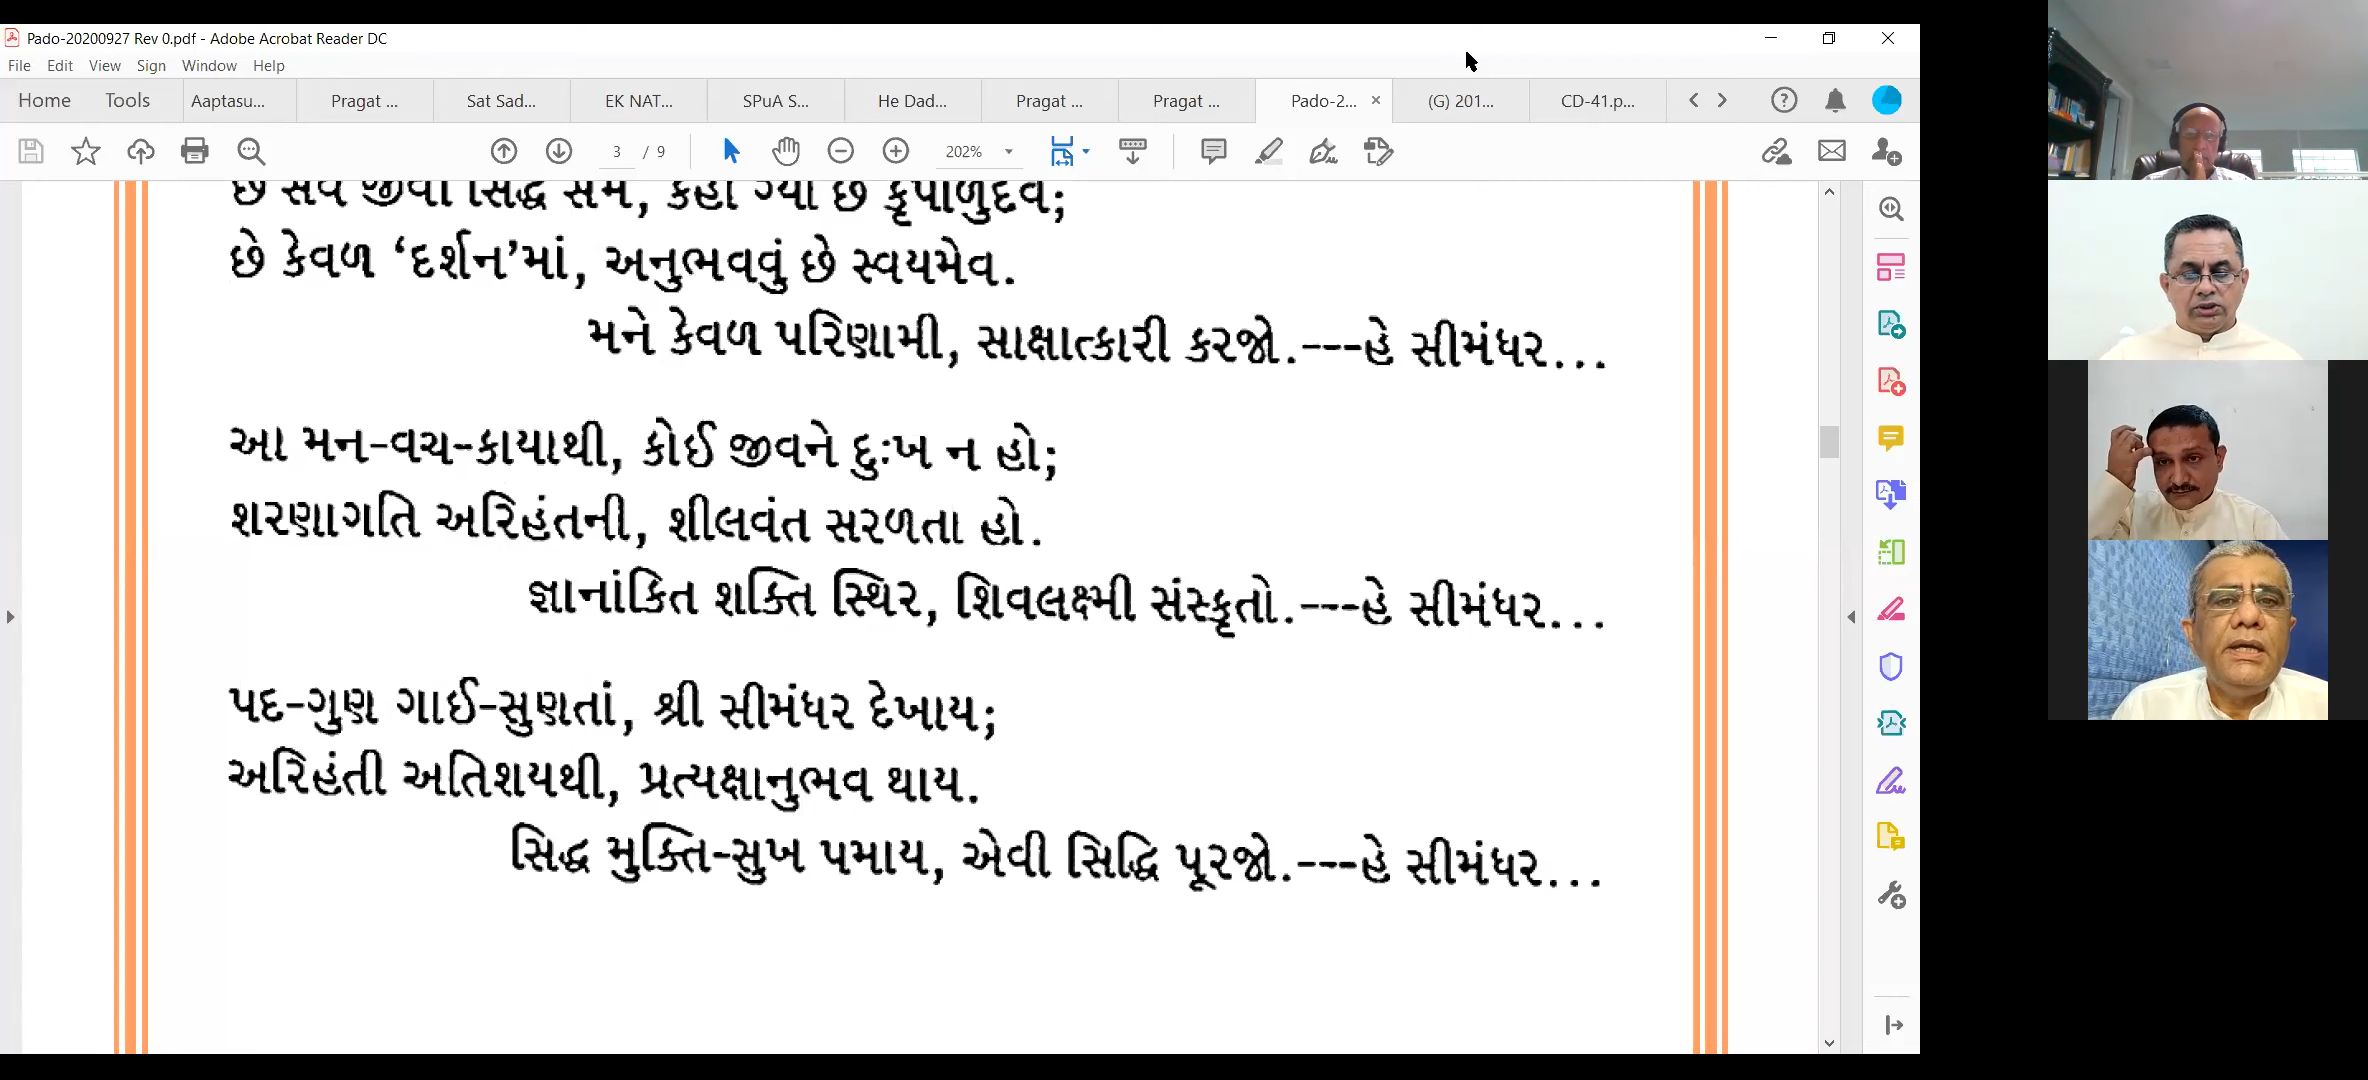 Pado-20200927 Rev 0.pdf - Adobe Acrobat Reader DC
File Edit View Sign Window Help
Home Tools Aaptasu... Pragat ... Sat Sad... EK NAT... SPuA S... He Dad... Pragat ... Pragat ... Pado-2... × (G) 201... CD-41.p...
3 / 9 202%
છે સર્વ જીવો સિદ્ધ સમ, કહી ગ્યા છે કૃપાળુદેવ;
છે કેવળ ‘દર્શન’માં, અનુભવવું છે સ્વયમેવ.
મને કેવળ પરિણામી, સાક્ષાત્કારી કરજો.---હે સીમંધર...
આ મન-વચ-કાયાથી, કોઈ જીવને દુઃખ ન હો;
શરણાગતિ અરિહંતની, શીલવંત સરળતા હો.
જ્ઞાનાંકિત શક્તિ સ્થિર, શિવલક્ષ્મી સંસ્કૃતો.---હે સીમંધર...
પદ-ગુણ ગાઈ-સુણતાં, શ્રી સીમંધર દેખાય;
અરિહંતી અતિશયથી, પ્રત્યક્ષાનુભવ થાય.
સિદ્ધ મુક્તિ-સુખ પમાય, એવી સિદ્ધિ પૂરજો.---હે સીમંધર...